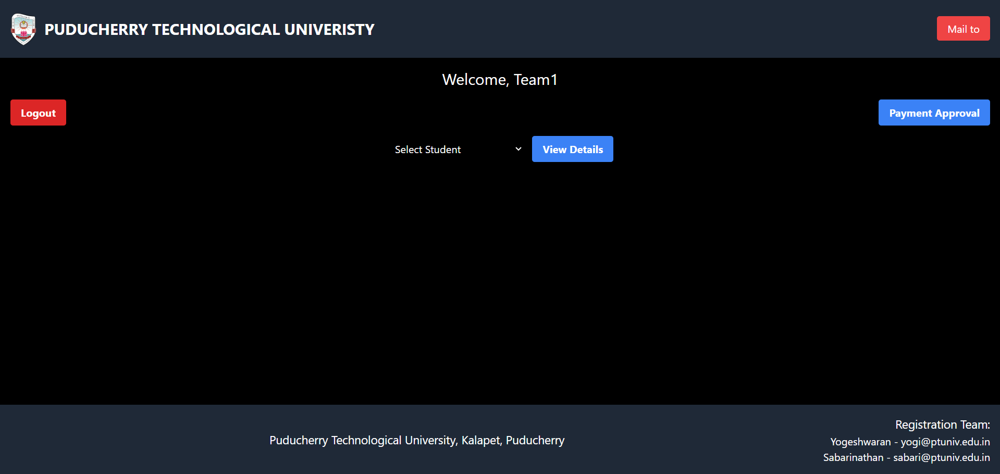 PUDUCHERRY TECHNOLOGICAL UNIVERISTY
Mail to
Welcome, Team1
Logout
Payment Approval
Select Student
View Details
Puducherry Technological University, Kalapet, Puducherry
Registration Team:
Yogeshwaran - yogi@ptuniv.edu.in
Sabarinathan - sabari@ptuniv.edu.in